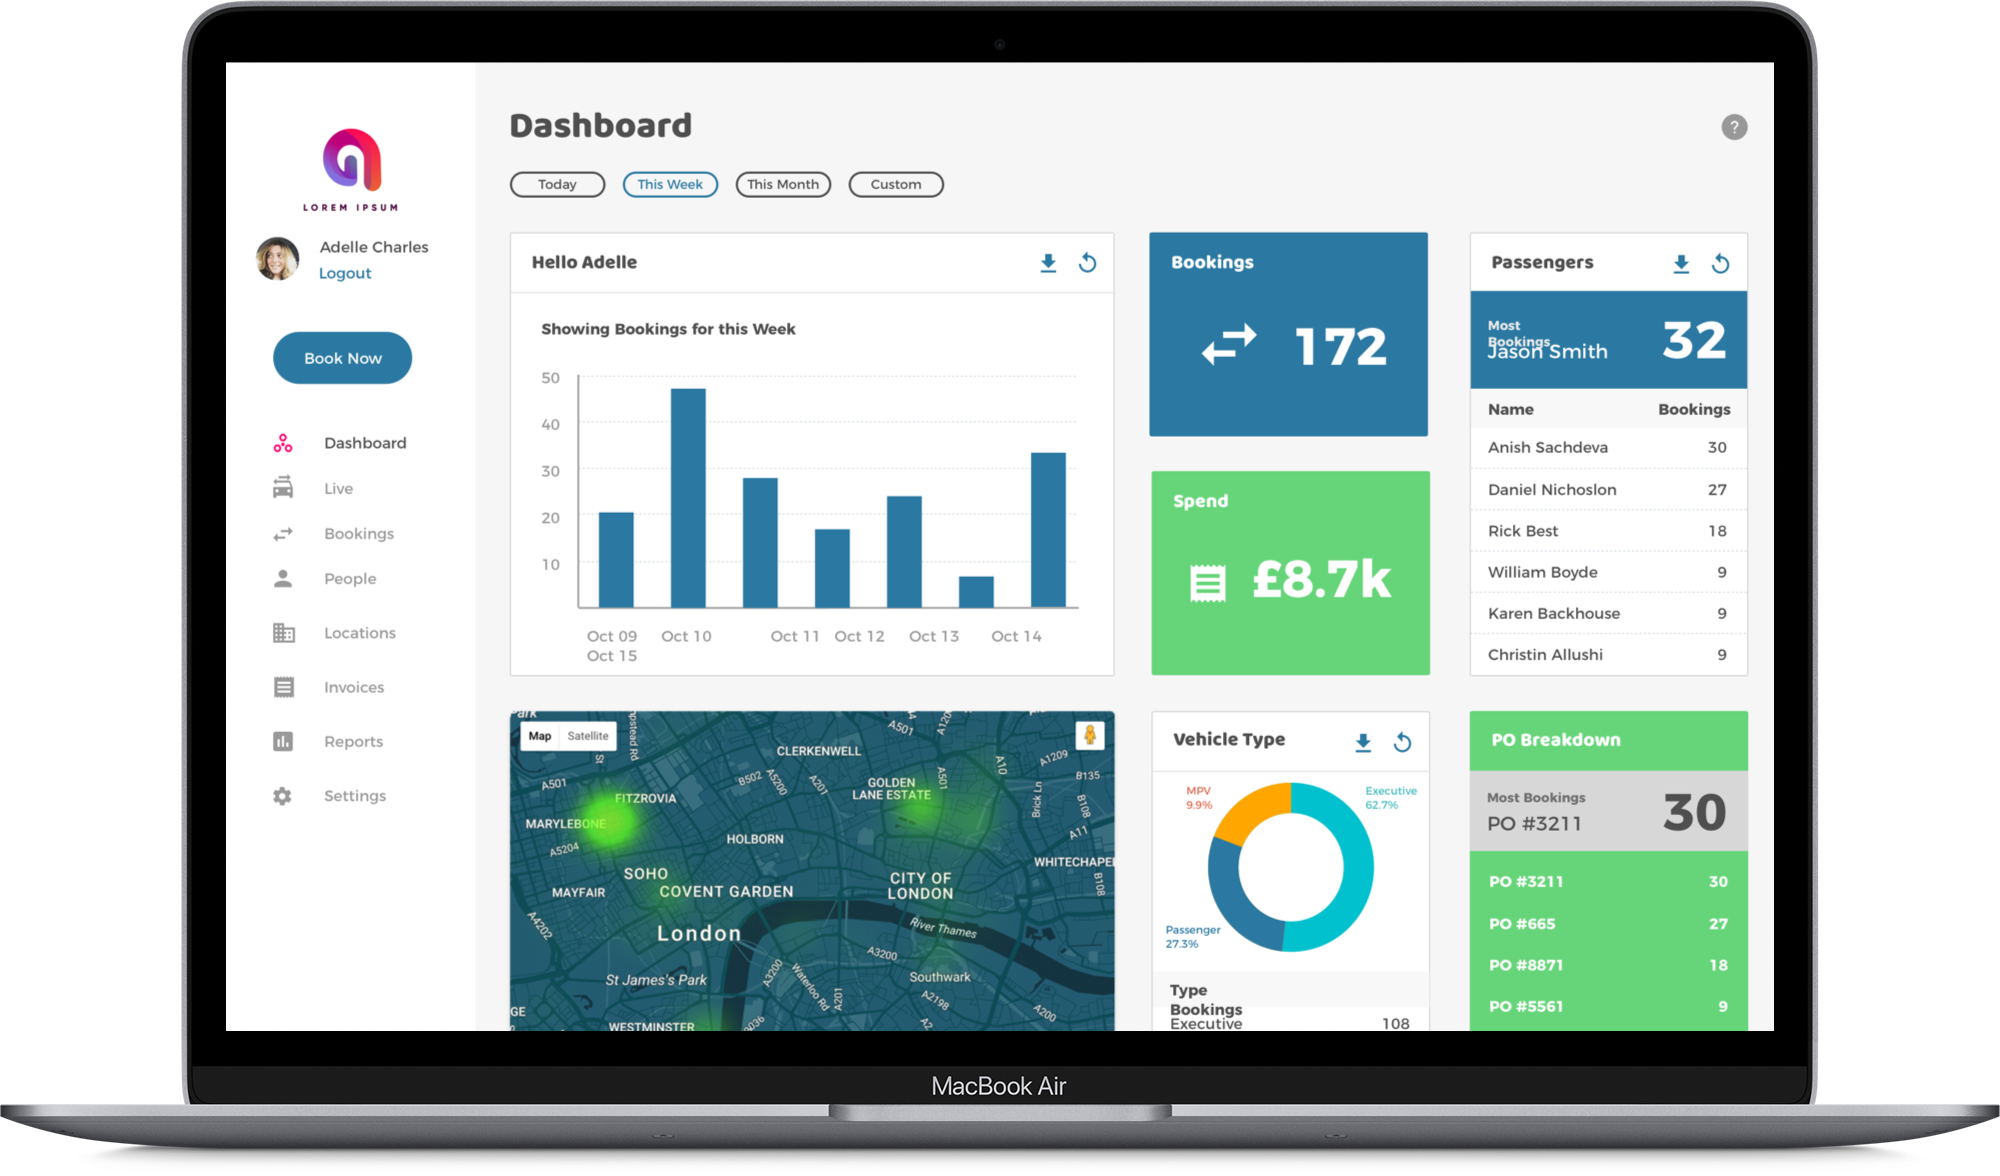 LOREM IPSUM
Adelle Charles
Logout
Book Now
Dashboard
Live
Bookings
People
Locations
Invoices
Reports
Settings
Dashboard
?
Today
This Week
This Month
Custom
Hello Adelle
Showing Bookings for this Week
50
40
30
20
10
Oct 09 Oct 10 Oct 11 Oct 12 Oct 13 Oct 14
Oct 15
Bookings
172
Spend
£8.7k
Passengers
Most
Bookings
Jason Smith
32
Name Bookings
Anish Sachdeva 30
Daniel Nicholson 27
Rick Best 18
William Boyde 9
Karen Backhouse 9
Christin Allushi 9
Map Satellite
CLERKENWELL
A501
A501
A501
A10
A1209
B135
B108
B502
A5200
A201
GOLDEN
LANE ESTATE
Brick Ln
FITZROVIA
MARYLEBONE
HOLBORN
A11
A5204
WHITECHAPE
B108
SOHO
MAYFAIR
COVENT GARDEN
CITY OF
LONDON
A4202
London
River Thames
A3200
A3200
St James's Park
Waterloo Rd
A201
Southwark
A2198
A200
A2
GE
WESTMINSTER
Vehicle Type
MPV
9.9%
Executive
62.7%
Passenger
27.3%
Type
Bookings
Executive 108
PO Breakdown
Most Bookings
PO #3211
30
PO #3211 30
PO #665 27
PO #8871 18
PO #5561 9
MacBook Air